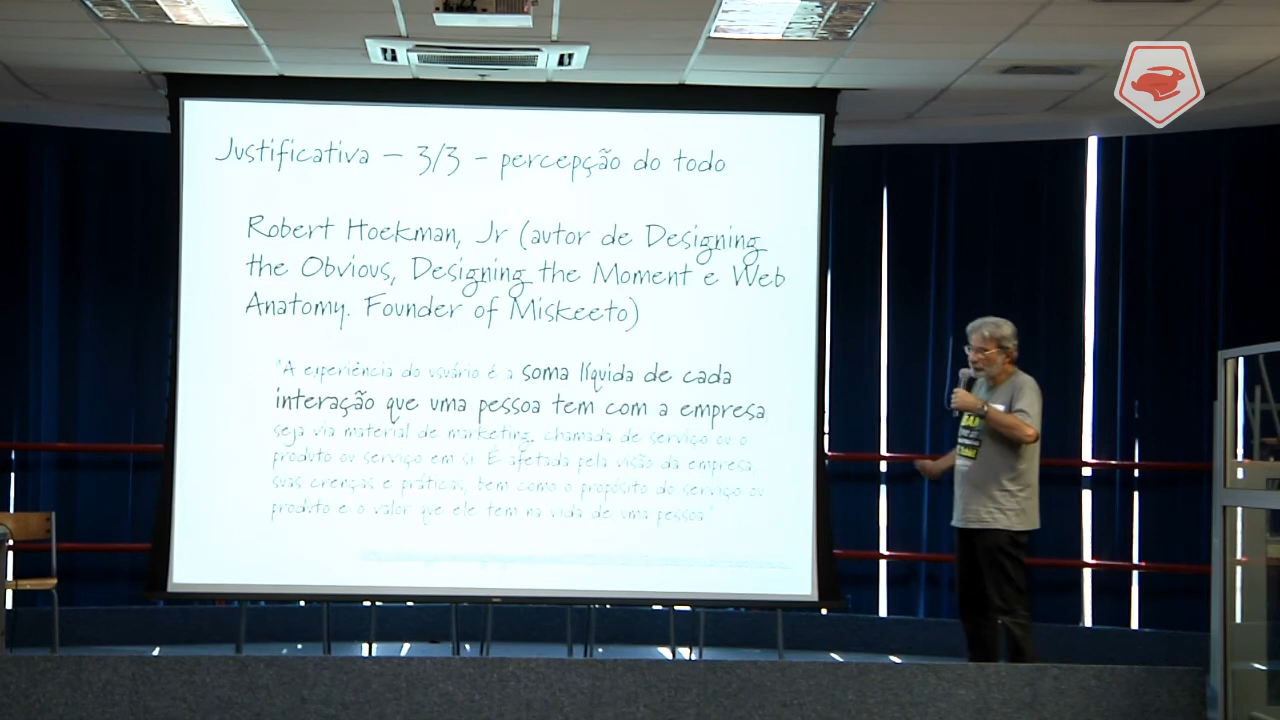 Justificativa – 3/3 - percepção do todo
Robert Hoekman, Jr (autor de Designing
the Obvious, Designing the Moment e Web
Anatomy. Founder of Miskeeto)
"A experiência do usuário é a soma líquida de cada
interação que uma pessoa tem com a empresa
seja via material de marketing, chamada de serviço ou o
produto ou serviço em si. É afetada pela visão da empresa
suas crenças e práticas, bem como o propósito do serviço ou
produto e o valor que ele tem na vida de uma pessoa."